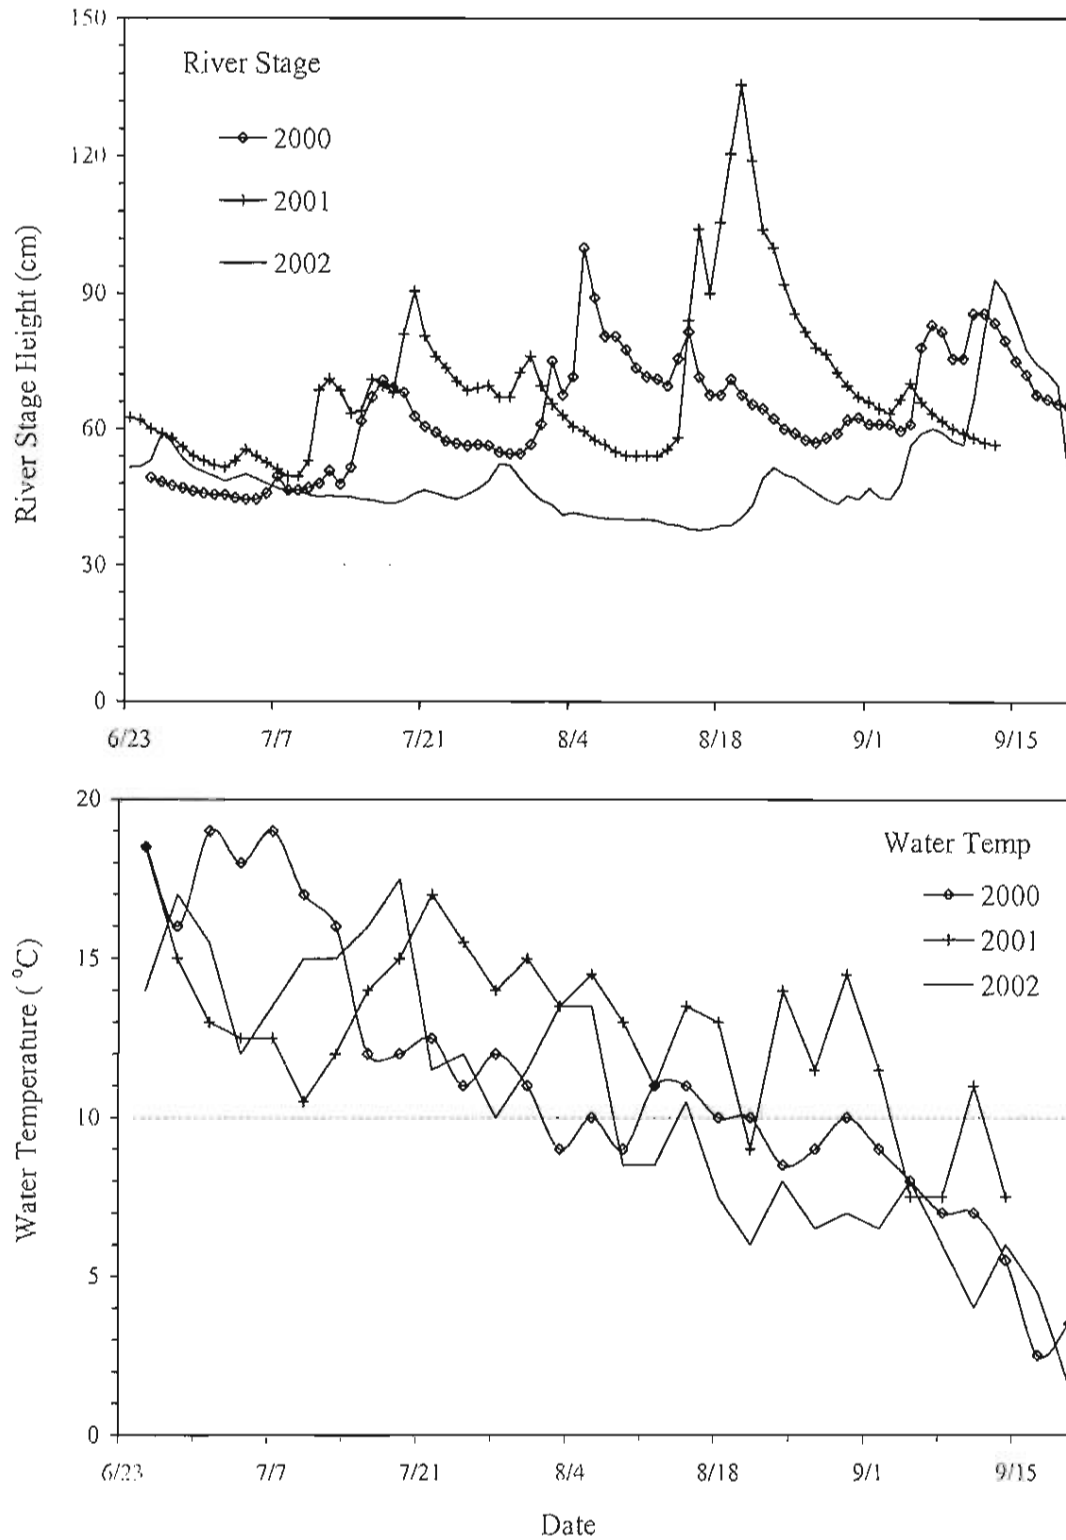 150
River Stage
2000
2001
2002
120
90
60
30
0
River Stage Height (cm)
6/23 7/7 7/21 8/4 8/18 9/1 9/15
20
Water Temp
2000
2001
2002
15
10
5
0
Water Temperature (°C)
6/23 7/7 7/21 8/4 8/18 9/1 9/15
Date